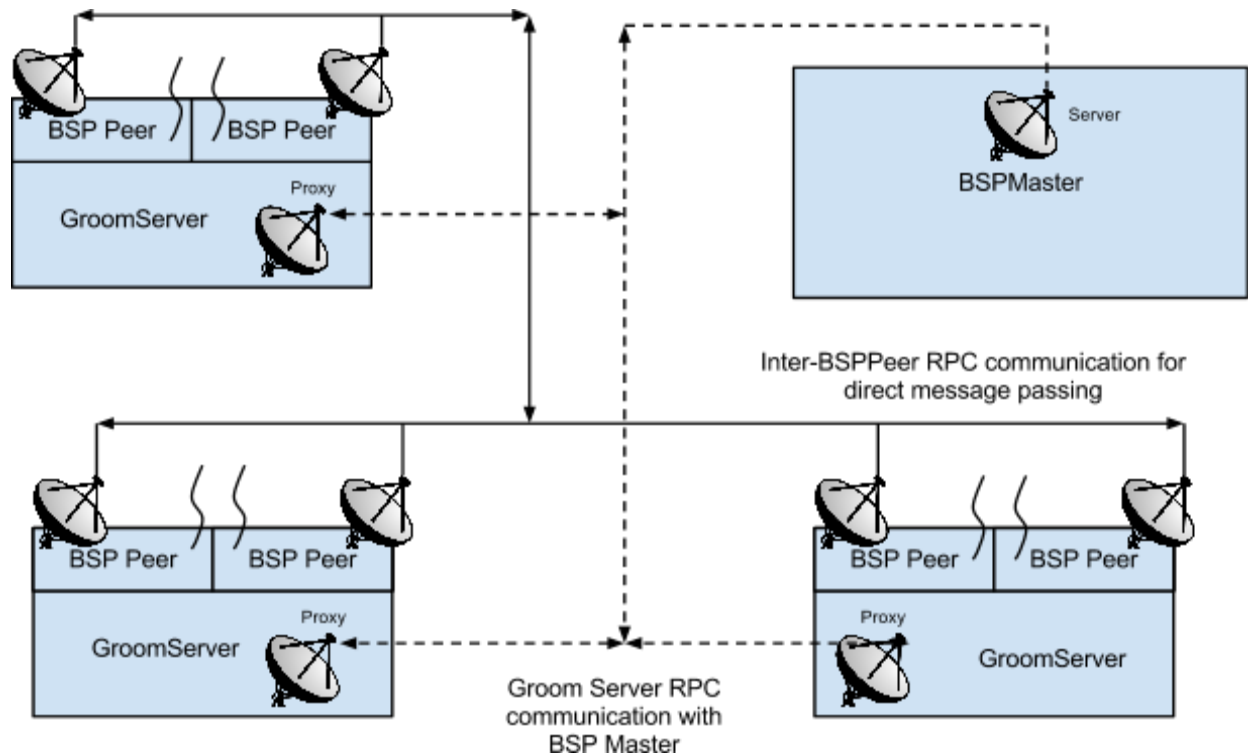 BSP Peer
BSP Peer
Proxy
GroomServer
Server
BSPMaster
Inter-BSPPeer RPC communication for
direct message passing
BSP Peer
BSP Peer
Proxy
GroomServer
BSP Peer
BSP Peer
Proxy
GroomServer
Groom Server RPC
communication with
BSP Master